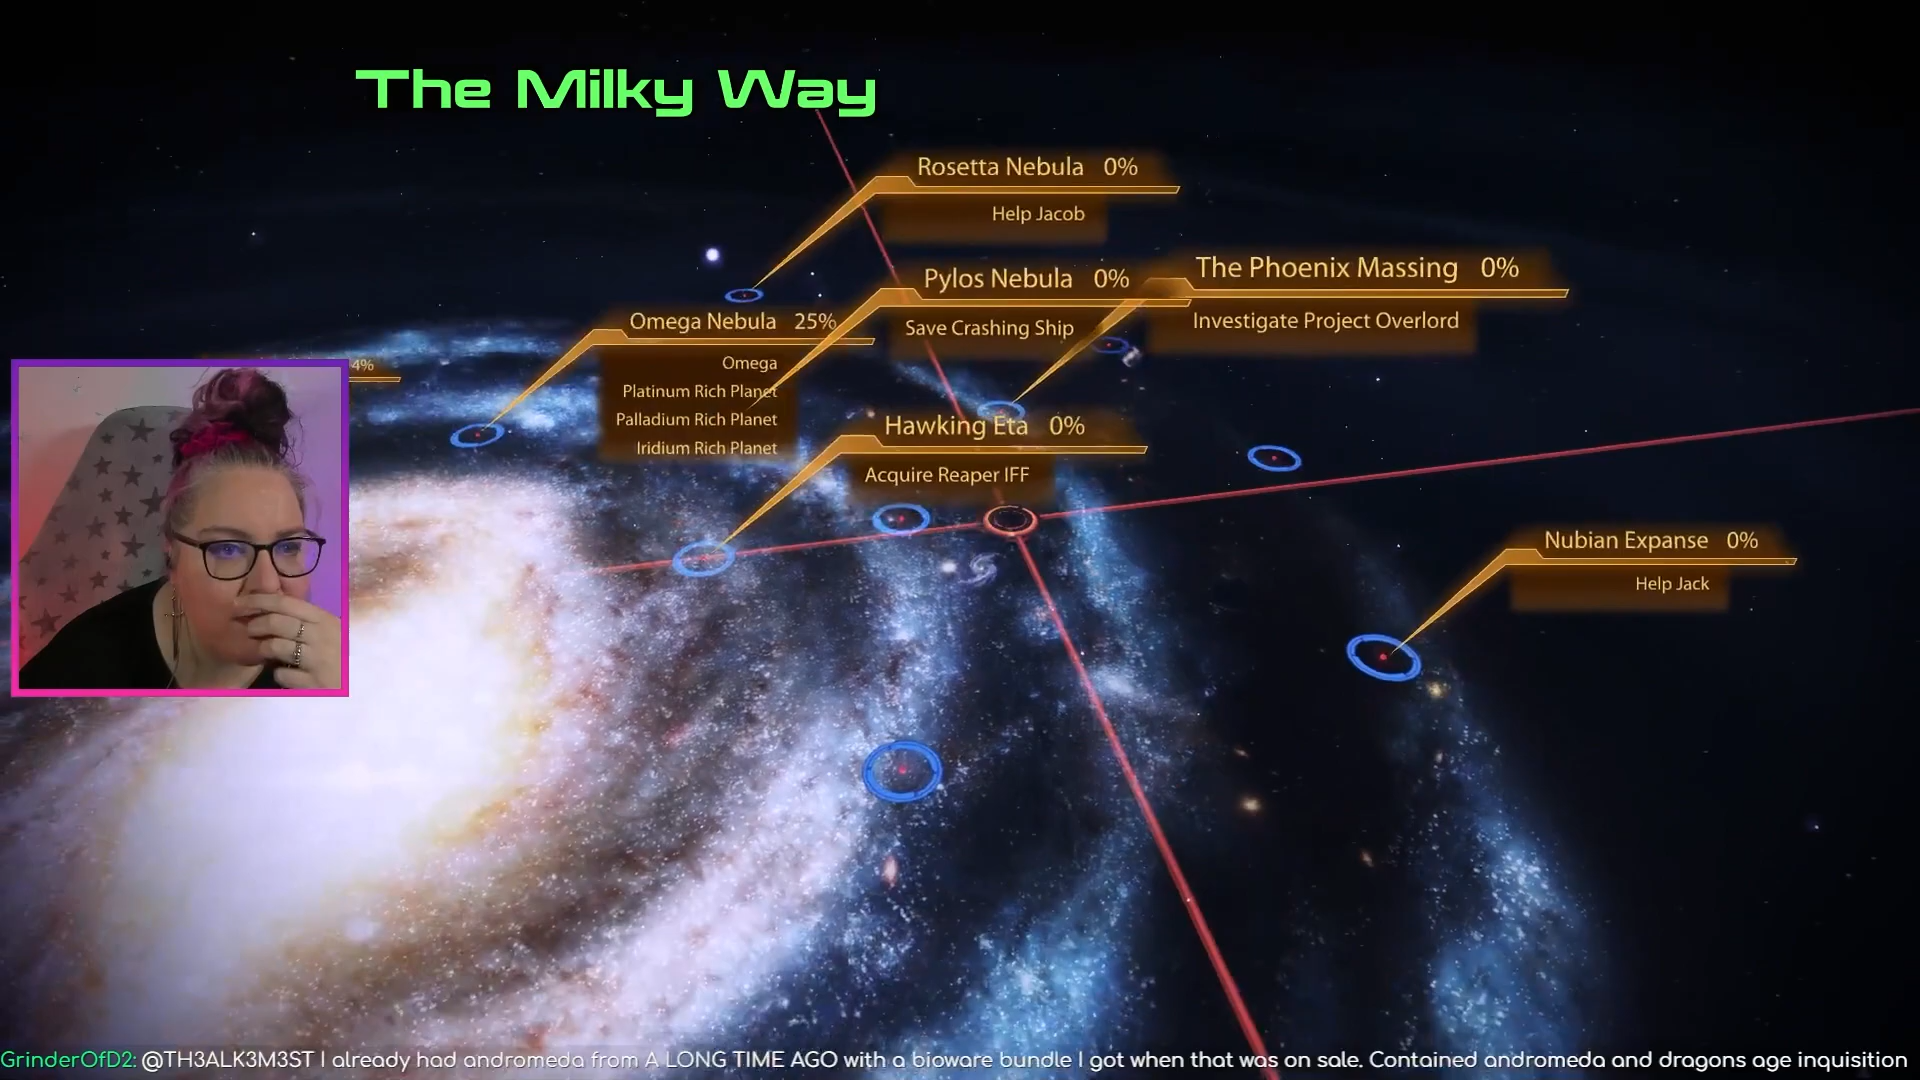 The Milky Way
Rosetta Nebula 0%
Help Jacob
Pylos Nebula 0%
Save Crashing Ship
The Phoenix Massing 0%
Investigate Project Overlord
Omega Nebula 25%
Omega
Platinum Rich Planet
Palladium Rich Planet
Iridium Rich Planet
4%
Hawking Eta 0%
Acquire Reaper IFF
Nubian Expanse 0%
Help Jack
GrinderOfD2: @TH3ALK3M3ST I already had andromeda from A LONG TIME AGO with a bioware bundle I got when that was on sale. Contained andromeda and dragons age inquisition